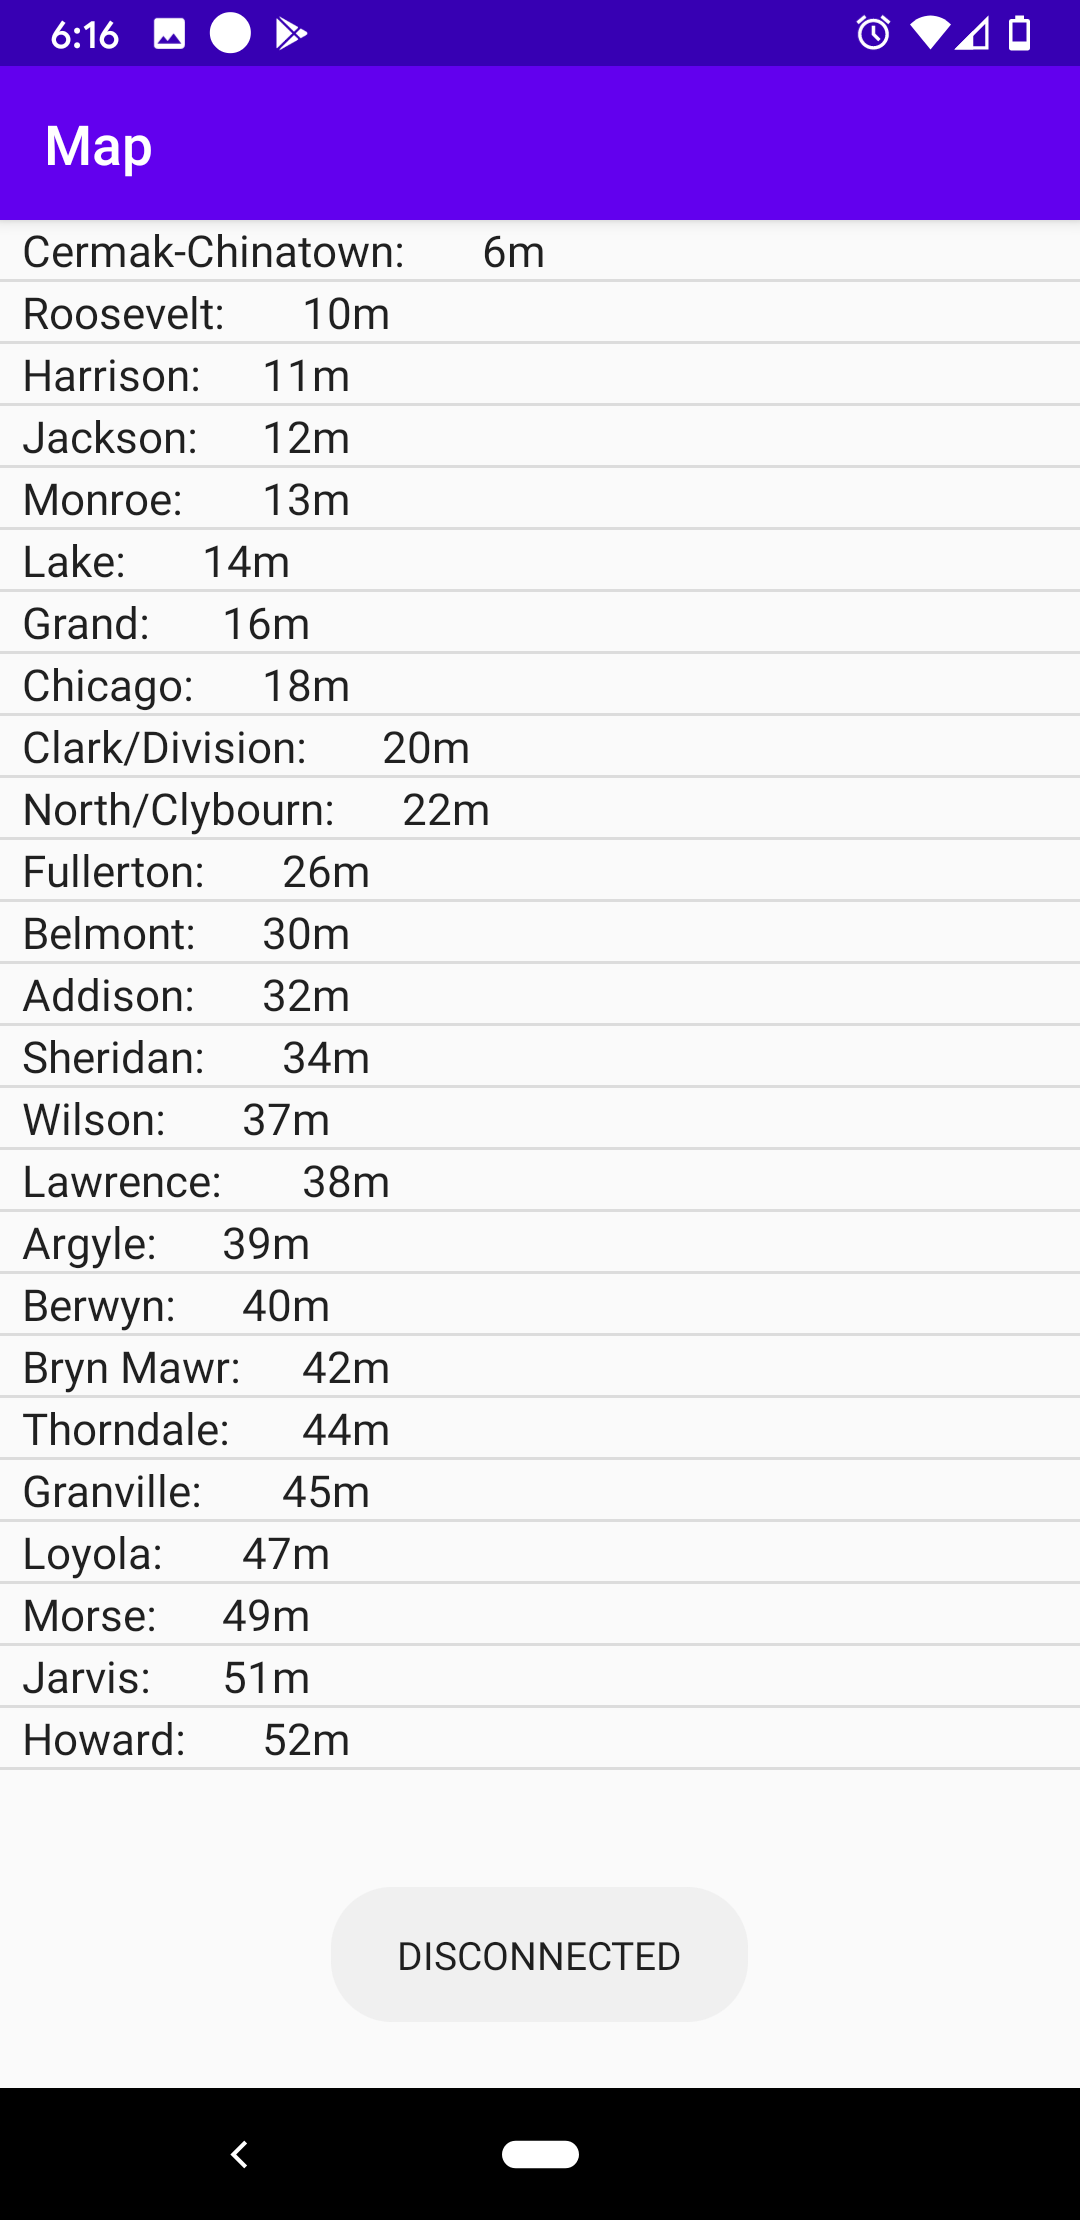 6:16
Map
Cermak-Chinatown: 6m
Roosevelt: 10m
Harrison: 11m
Jackson: 12m
Monroe: 13m
Lake: 14m
Grand: 16m
Chicago: 18m
Clark/Division: 20m
North/Clybourn: 22m
Fullerton: 26m
Belmont: 30m
Addison: 32m
Sheridan: 34m
Wilson: 37m
Lawrence: 38m
Argyle: 39m
Berwyn: 40m
Bryn Mawr: 42m
Thorndale: 44m
Granville: 45m
Loyola: 47m
Morse: 49m
Jarvis: 51m
Howard: 52m
DISCONNECTED